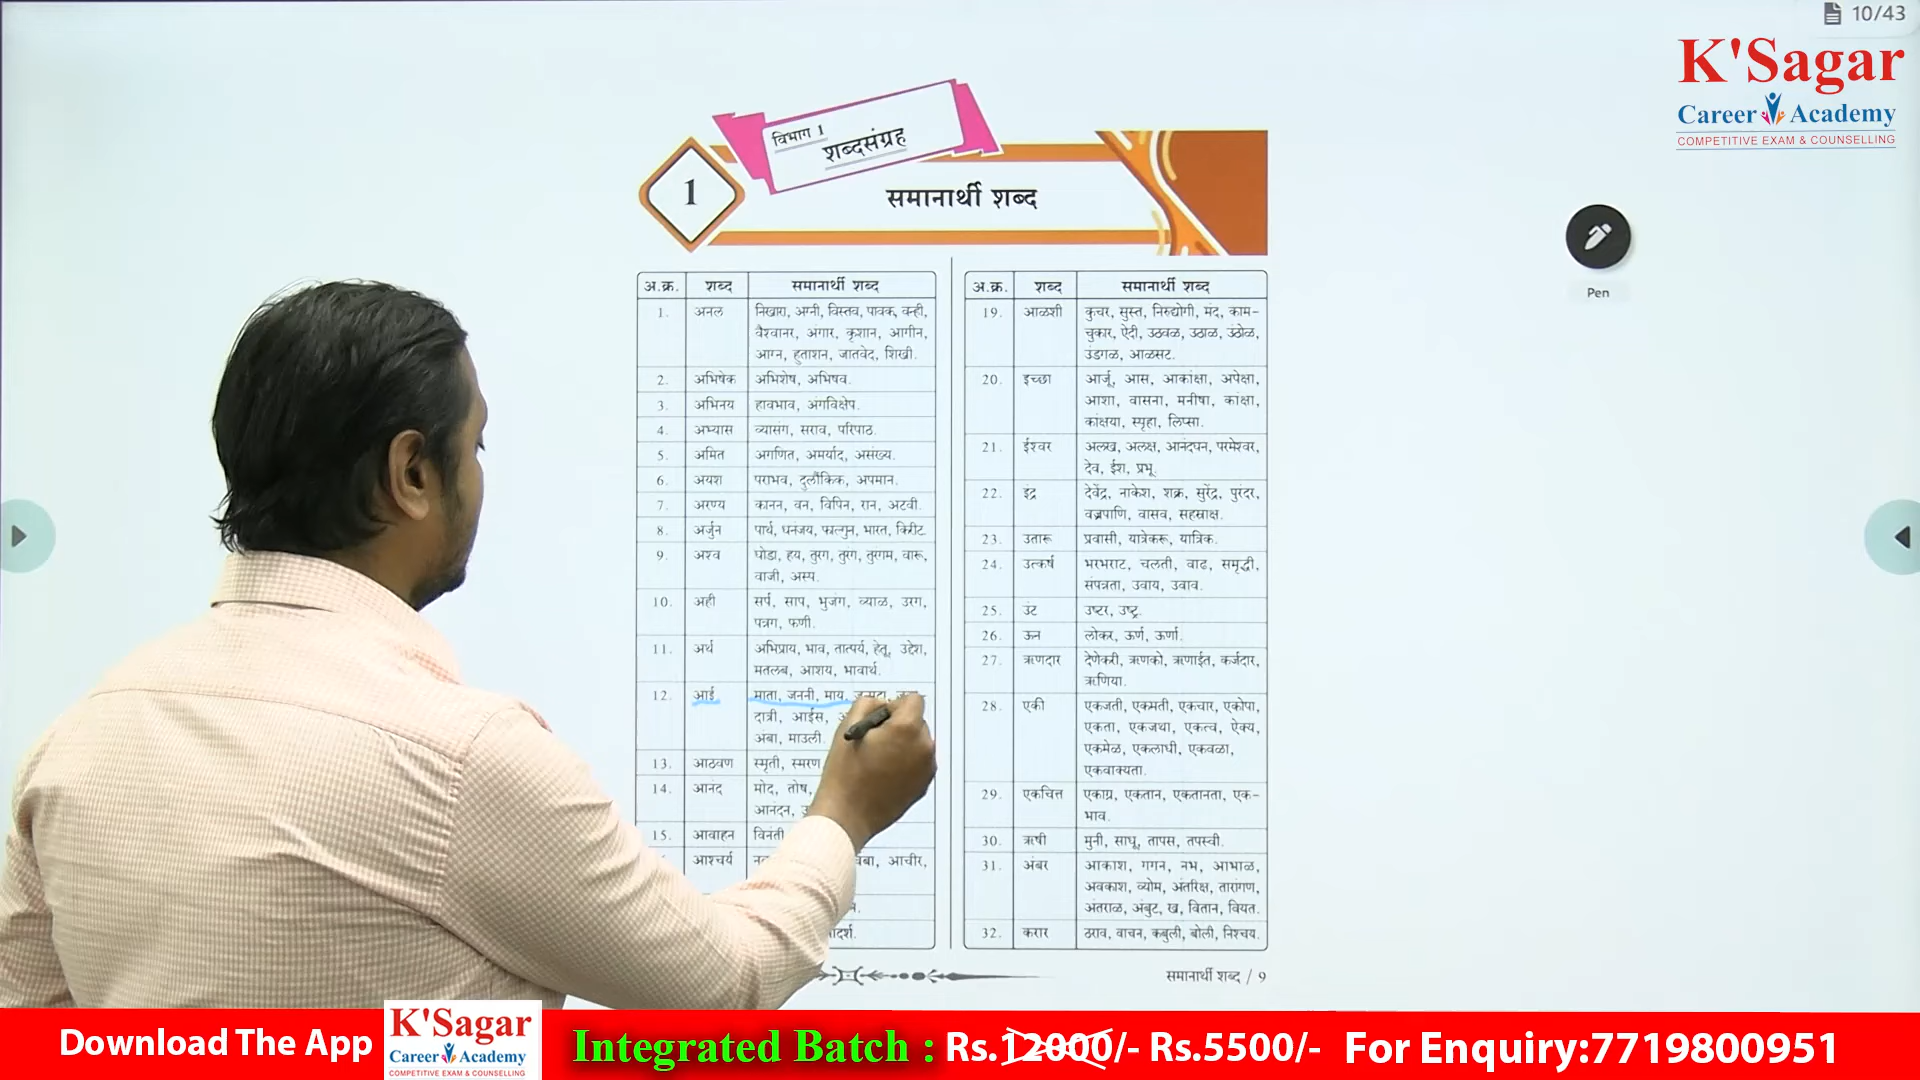 10/43
K'Sagar
Career Academy
COMPETITIVE EXAM & COUNSELLING
विभाग 1
शब्दसंग्रह
1
समानार्थी शब्द
Pen
अ.क्र. शब्द समानार्थी शब्द
1. अनल निखारा, अग्नी, विस्तव, पावक, वन्ही,
वैश्वानर, अंगार, कृशान, आगीन,
आग्न, हुताशन, जातवेद, शिखी.
2. अभिषेक अभिशेष, अभिषव.
3. अभिनय हावभाव, अंगविक्षेप.
4. अभ्यास व्यासंग, सराव, परिपाठ.
5. अमित अगणित, अमर्याद, असंख्य.
6. अयश पराभव, दुर्लौकिक, अपमान.
7. अरण्य कानन, वन, विपिन, रान, अटवी.
8. अर्जुन पार्थ, धनंजय, फाल्गुन, भारत, किरीट
9. अश्व घोडा, हय, तुरग, तुरंग, तुरगम, वारू,
वाजी, अस्प.
10. अही सर्प, साप, भुजंग, व्याळ, उरग,
पन्नग, फणी.
11. अर्थ अभिप्राय, भाव, तात्पर्य, हेतू, उद्देश,
मतलब, आशय, भावार्थ.
12. आई माता, जननी, माय, जन्मदा,
दात्री, आईस,
अंबा, माउली.
13. आठवण स्मृती, स्मरण
14. आनंद मोद, तोष,
आनंदन,
15. आवाहन विनंती
आश्चर्य आचीर,
अ.क्र. शब्द समानार्थी शब्द
19. आळशी कुचर, सुस्त, निरुद्योगी, मंद, काम-
चुकार, ऐदी, उठवळ, उठाळ, उंठोळ,
उंडगळ, आळसट.
20. इच्छा आर्जू, आस, आकांक्षा, अपेक्षा,
आशा, वासना, मनीषा, कांक्षा,
कांक्षया, स्पृहा, लिप्सा.
21. ईश्वर अलख, अलक्ष, आनंदघन, परमेश्वर,
देव, ईश, प्रभू.
22. इंद्र देवेंद्र, नाकेश, शक्र, सुरेंद्र, पुरंदर,
वज्रपाणि, वासव, सहस्राक्ष.
23. उतारू प्रवासी, यात्रेकरू, यात्रिक.
24. उत्कर्ष भरभराट, चलती, वाढ, समृद्धी,
संपन्नता, उवाय, उवाव.
25. उंट उष्टर, उष्ट्र.
26. ऊन लोकर, ऊर्ण, ऊर्णा.
27. ऋणदार देणेकरी, ऋणको, ऋणाईत, कर्जदार,
ऋणिया.
28. एकी एकजती, एकमती, एकचार, एकोपा,
एकता, एकजथा, एकत्व, ऐक्य,
एकमेळ, एकलाधी, एकवळा,
एकवाक्यता.
29. एकचित्त एकाग्र, एकतान, एकतानता, एक-
भाव.
30. ऋषी मुनी, साधू, तापस, तपस्वी.
31. अंबर आकाश, गगन, नभ, आभाळ,
अवकाश, व्योम, अंतरिक्ष, तारांगण,
अंतराळ, अंबुट, ख, वितान, वियत.
32. करार ठराव, वाचन, कबुली, बोली, निश्चय.
समानार्थी शब्द / 9
Download The App
K'Sagar
Career Academy
COMPETITIVE EXAM & COUNSELLING
Integrated Batch : Rs.12000/- Rs.5500/- For Enquiry:7719800951